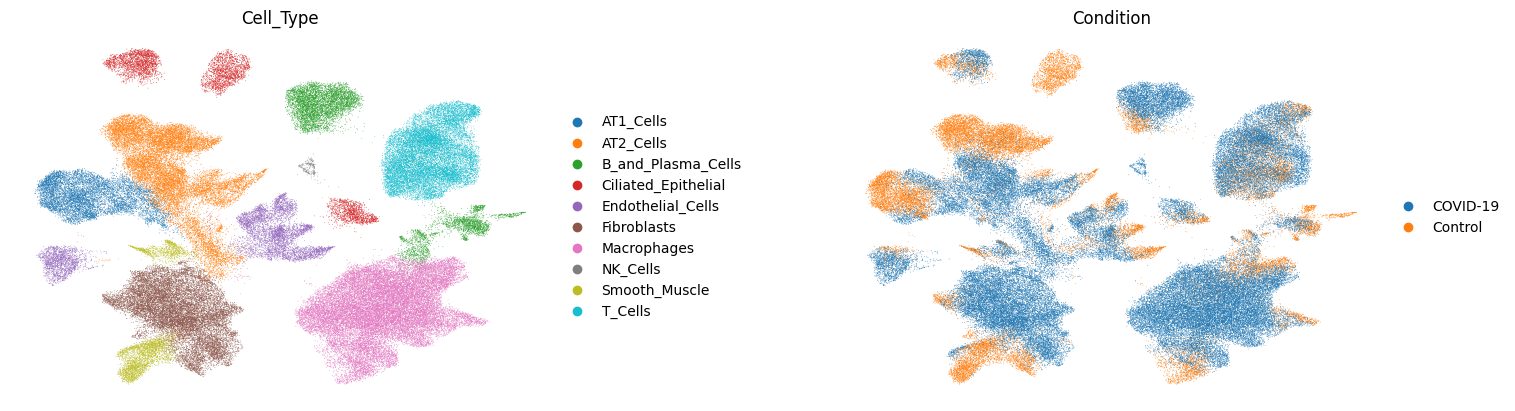 Cell_Type
AT1_Cells
AT2_Cells
B_and_Plasma_Cells
Ciliated_Epithelial
Endothelial_Cells
Fibroblasts
Macrophages
NK_Cells
Smooth_Muscle
T_Cells
Condition
COVID-19
Control